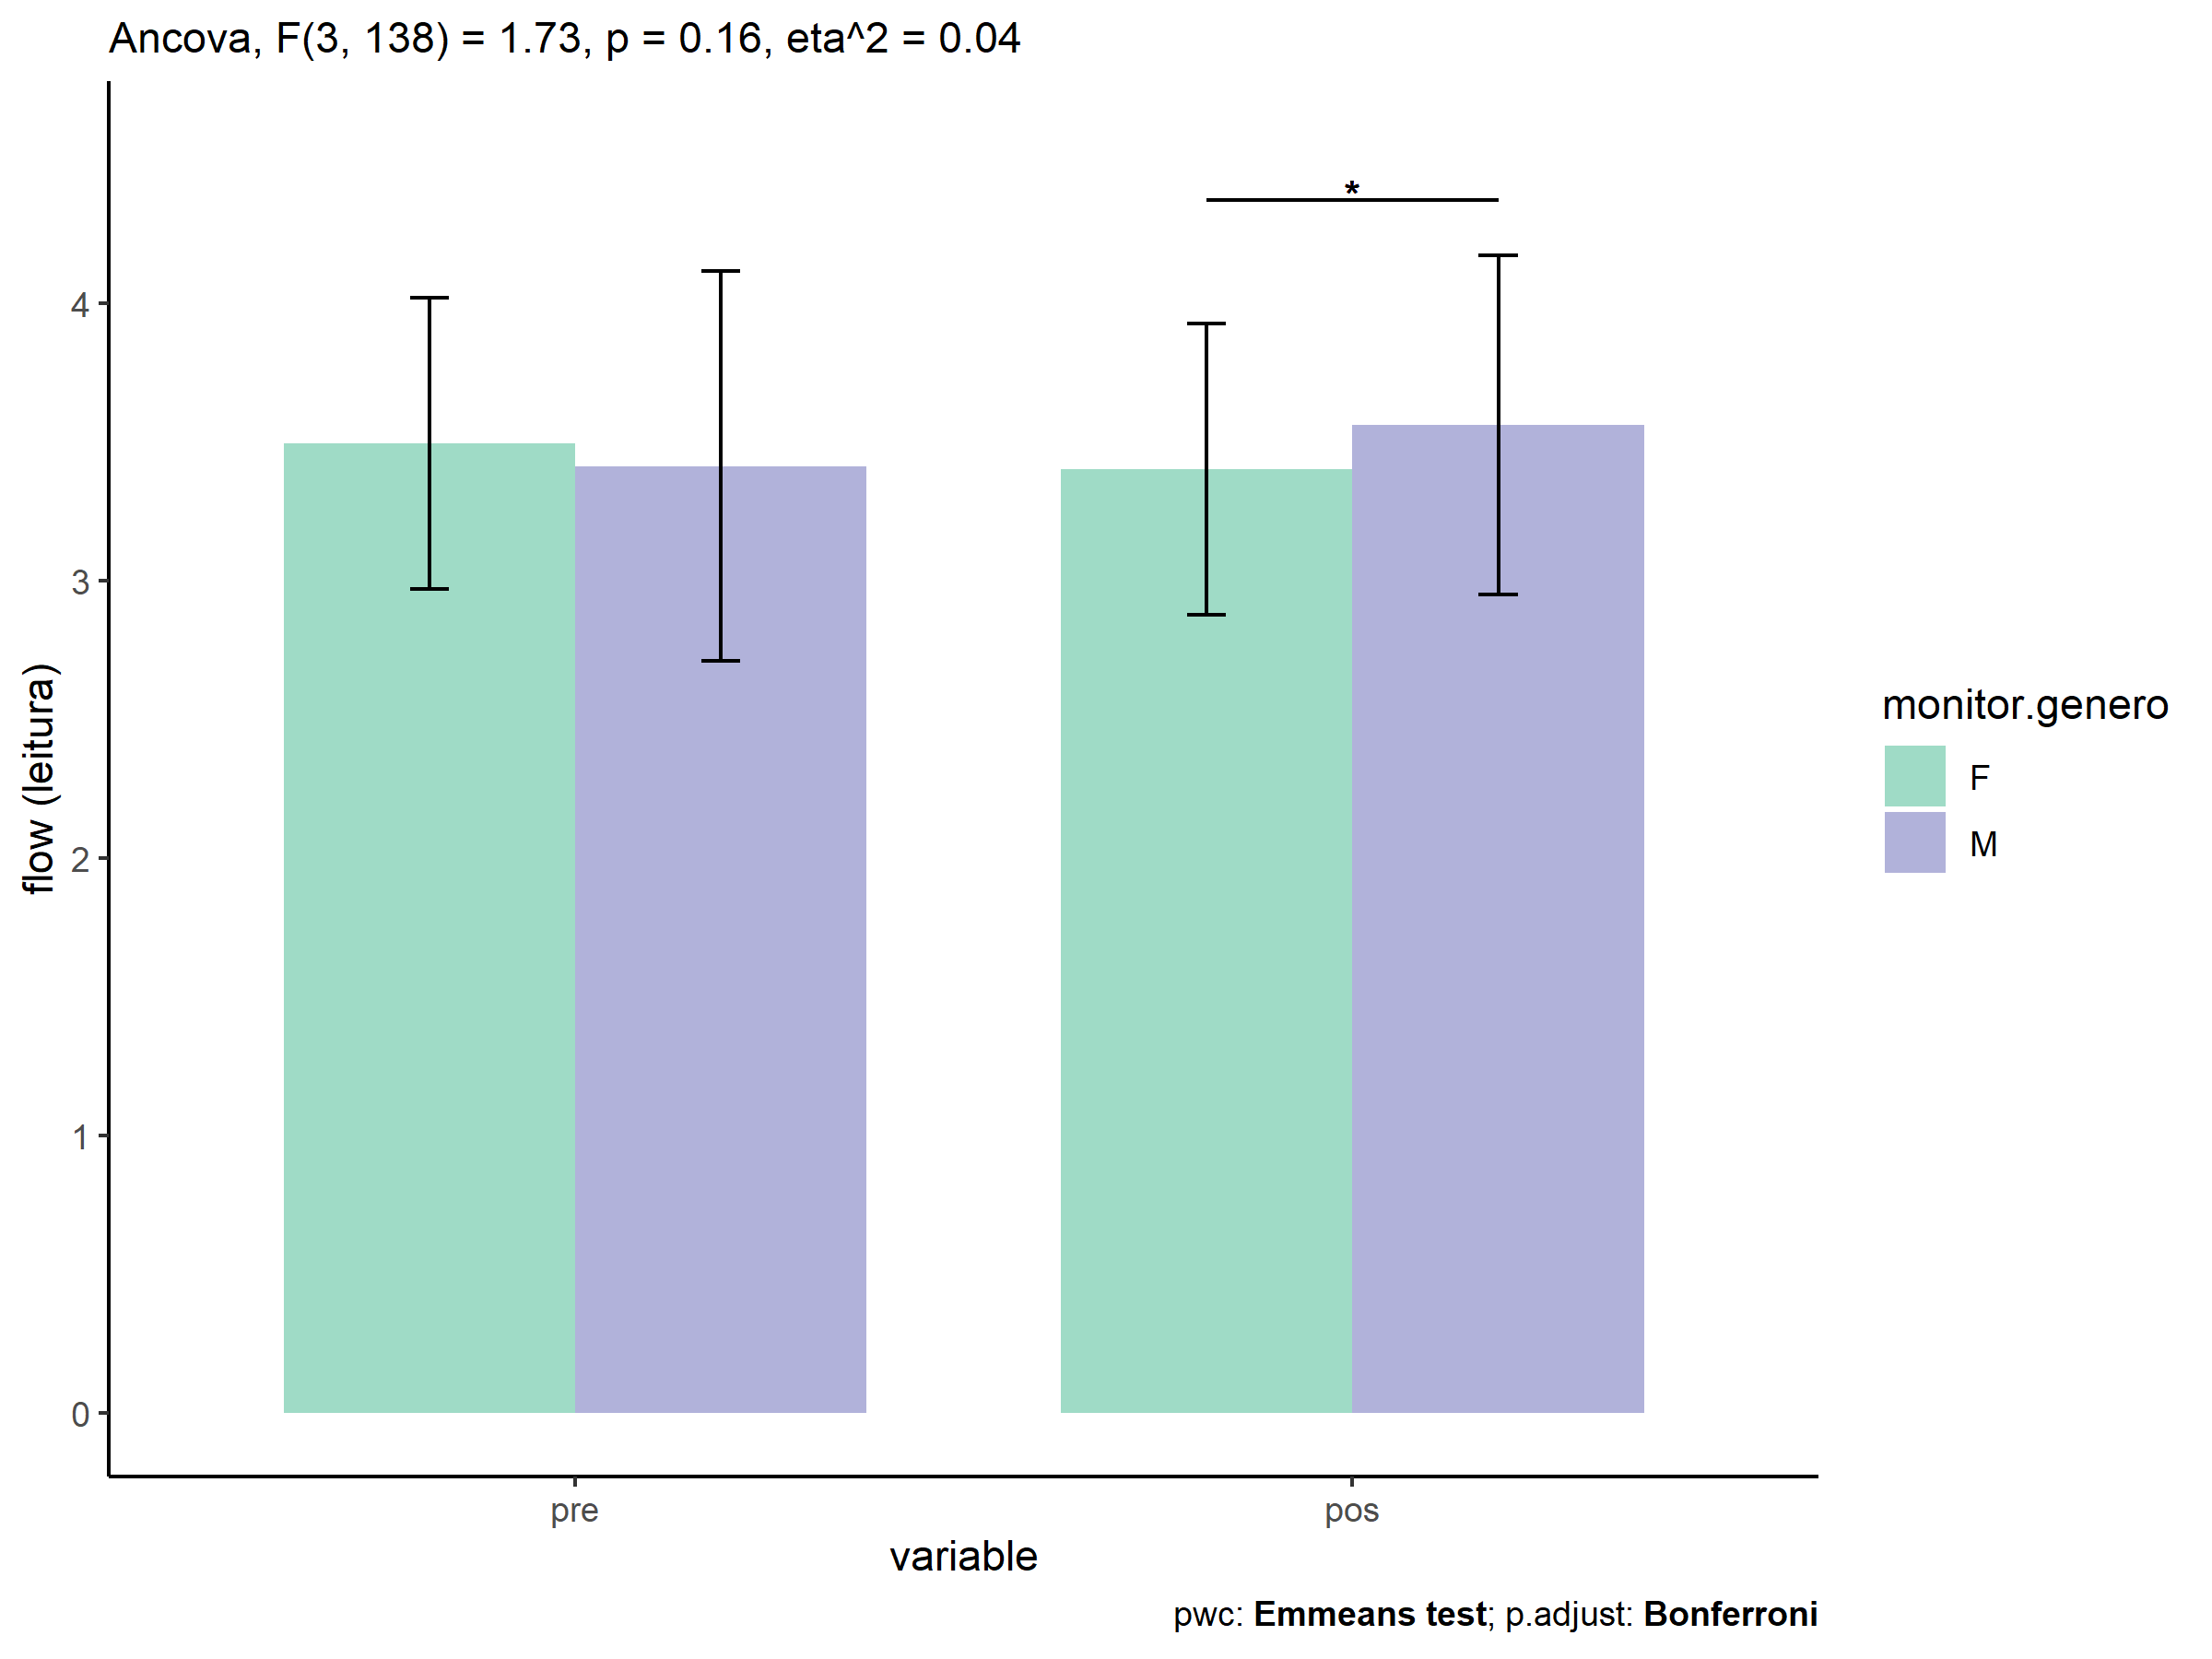 Ancova, F(3, 138) = 1.73, p = 0.16, eta^2 = 0.04
*
4
3
2
1
0
flow (leitura)
pre
pos
variable
monitor.genero
F
M
pwc: Emmeans test; p.adjust: Bonferroni